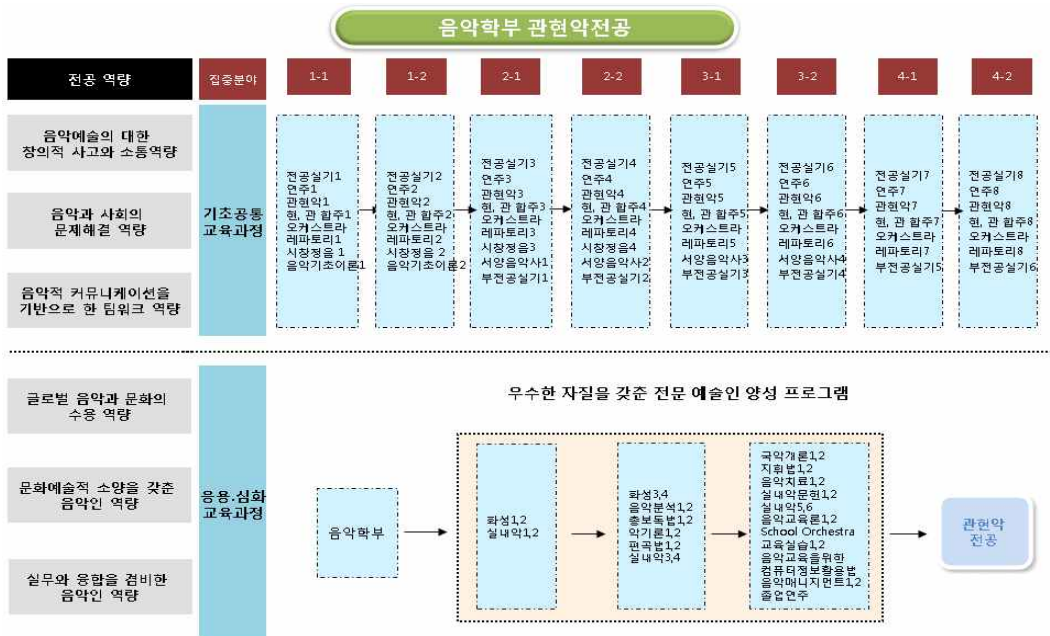 음악학부 관현악전공
전공 역량
집중분야
1-1
1-2
2-1
2-2
3-1
3-2
4-1
4-2
음악예술의 대한
창의적 사고와 소통역량
음악과 사회의
문제해결 역량
음악적 커뮤니케이션을
기반으로 한 팀워크 역량
기초공통
교육과정
전공실기1
연주1
관현악1
현, 관 합주1
오케스트라
레파토리1
시창청음 1
음악기초이론1
전공실기2
연주2
관현악2
현, 관 합주2
오케스트라
레파토리2
시창청음 2
음악기초이론2
전공실기3
연주3
관현악3
현, 관 합주3
오케스트라
레파토리3
시창청음3
서양음악사1
부전공실기1
전공실기4
연주4
관현악4
현, 관 합주4
오케스트라
레파토리4
시창청음4
서양음악사2
부전공실기2
전공실기5
연주5
관현악5
현, 관 합주5
오케스트라
레파토리5
서양음악사3
부전공실기3
전공실기6
연주6
관현악6
현, 관 합주6
오케스트라
레파토리6
서양음악사4
부전공실기4
전공실기7
연주7
관현악7
현, 관 합주7
오케스트라
레파토리7
부전공실기5
전공실기8
연주8
관현악8
현, 관 합주8
오케스트라
레파토리8
부전공실기6
글로벌 음악과 문화의
수용 역량
문화예술적 소양을 갖춘
음악인 역량
실무와 융합을 겸비한
음악인 역량
응용.심화
교육과정
우수한 자질을 갖춘 전문 예술인 양성 프로그램
음악학부
화성1,2
실내악1,2
화성3,4
음악분석1,2
총보독법1,2
악기론1,2
편곡법1,2
실내악3,4
국악개론1,2
지휘법1,2
음악치료1,2
실내악문헌1,2
실내악5,6
음악교육론1,2
School Orchestra
교육실습1,2
음악교육을위한
컴퓨터정보활용법
음악매니지먼트1,2
졸업연주
관현악
전공